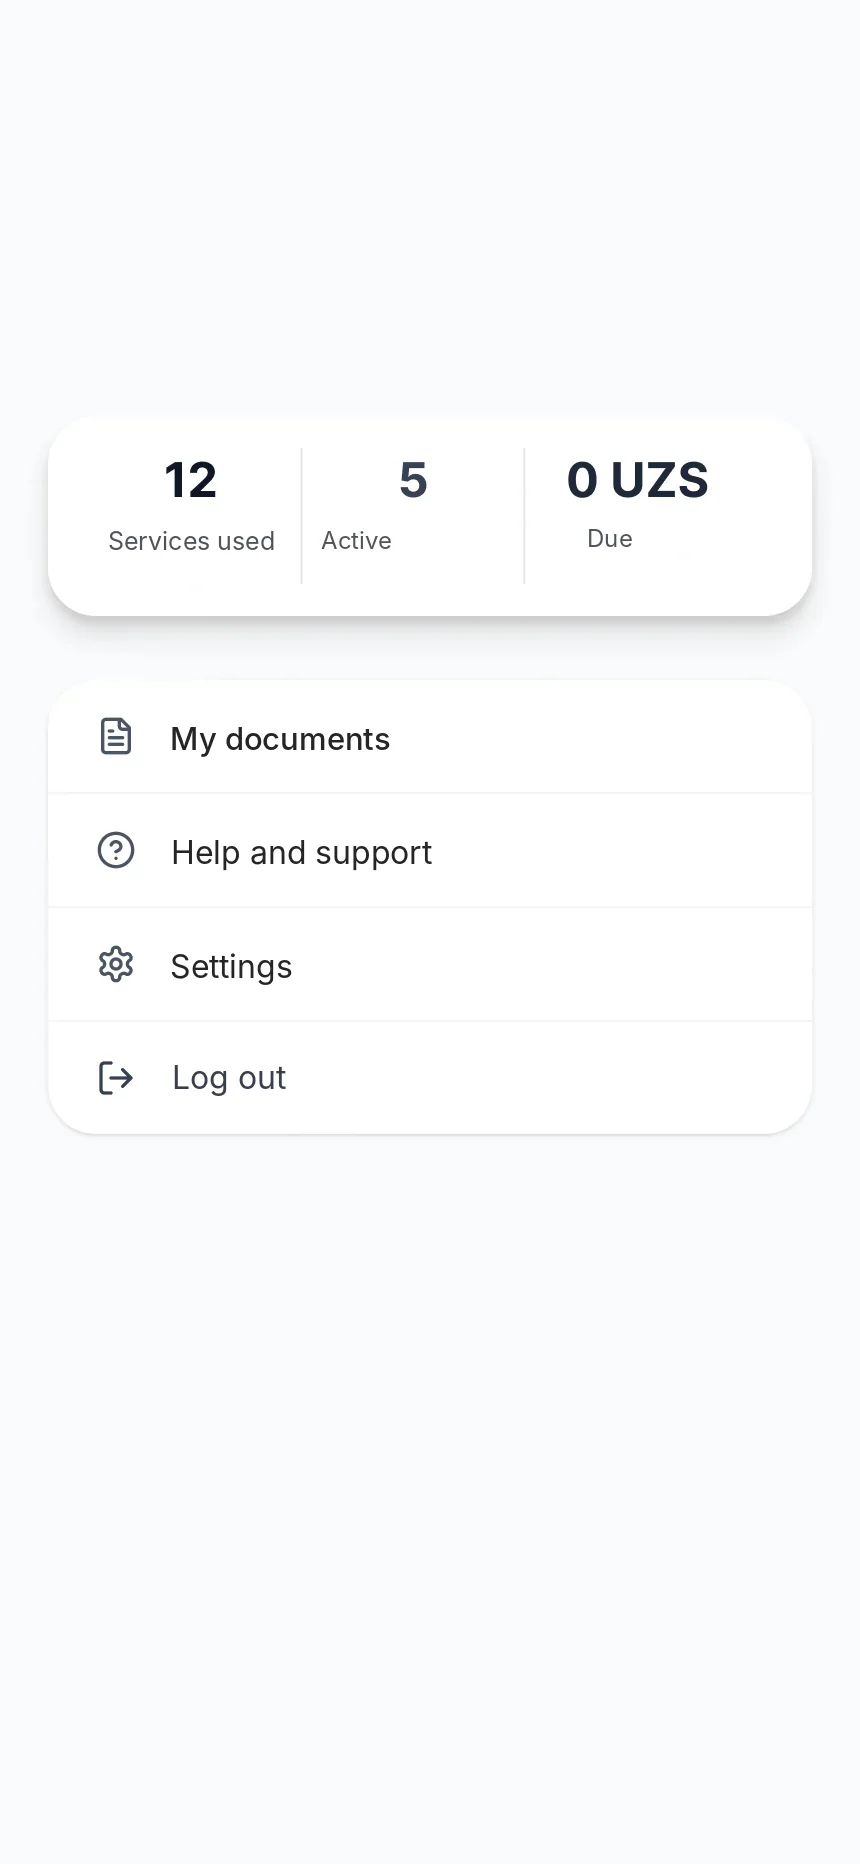 12 5 0 UZS
Services used Active Due
My documents
Help and support
Settings
Log out